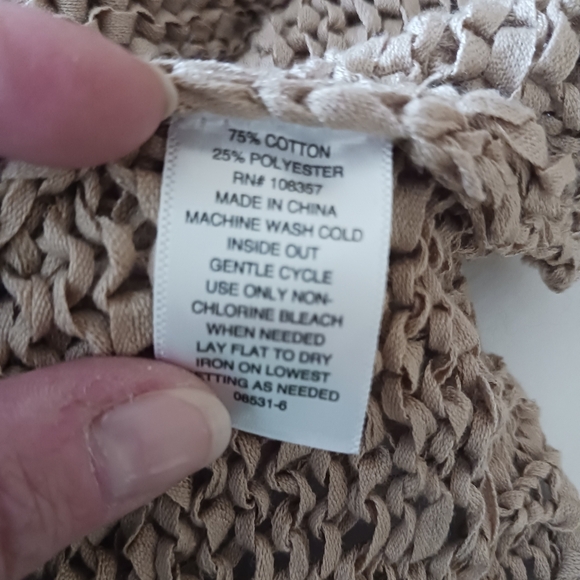 75% COTTON
25% POLYESTER
RN# 108357
MADE IN CHINA
MACHINE WASH COLD
INSIDE OUT
GENTLE CYCLE
USE ONLY NON-
CHLORINE BLEACH
WHEN NEEDED
LAY FLAT TO DRY
IRON ON LOWEST
ETTING AS NEEDED
08531-6